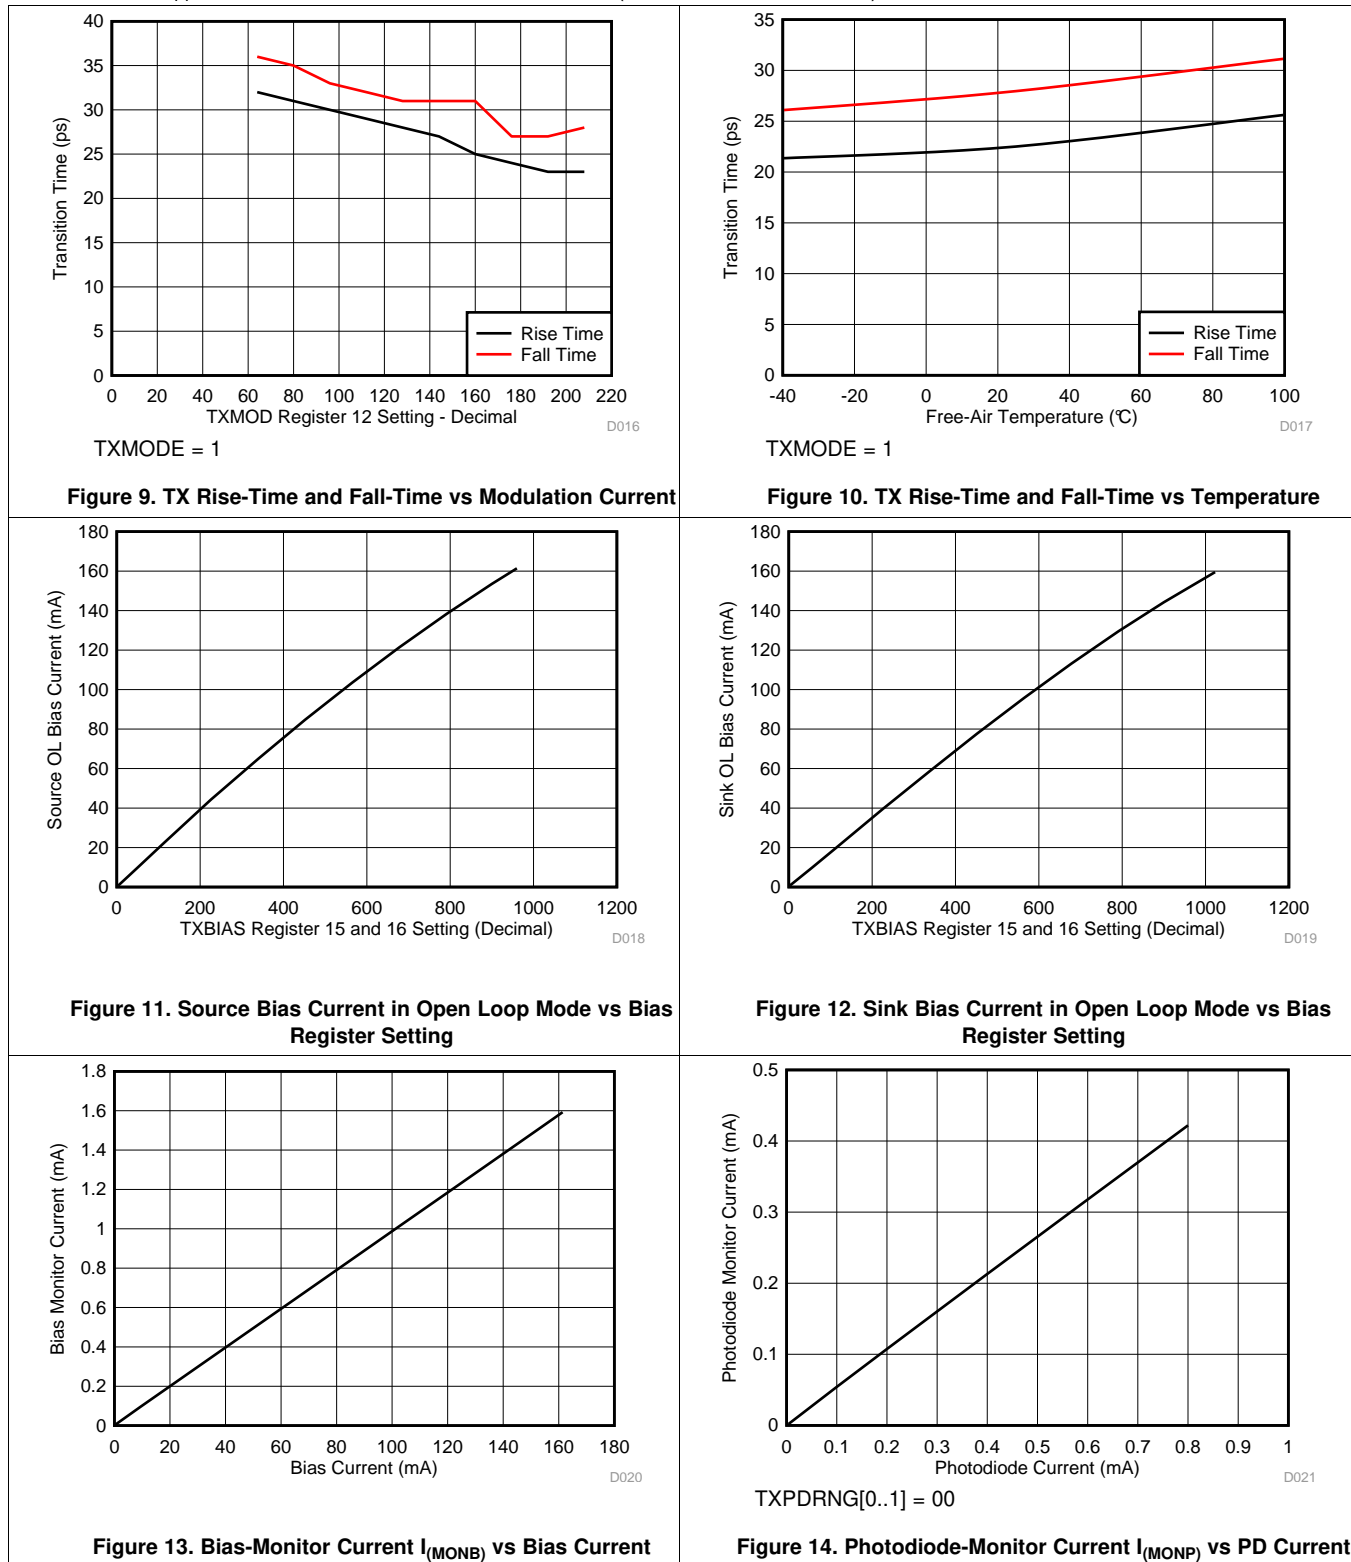 40
35
30
25
20
15
10
5
0
Transition Time (ps)
Rise Time
Fall Time
0 20 40 60 80 100 120 140 160 180 200 220
TXMOD Register 12 Setting - Decimal
D016
TXMODE = 1
Figure 9. TX Rise-Time and Fall-Time vs Modulation Current
35
30
25
20
15
10
5
0
Transition Time (ps)
Rise Time
Fall Time
-40 -20 0 20 40 60 80 100
Free-Air Temperature (°C)
D017
TXMODE = 1
Figure 10. TX Rise-Time and Fall-Time vs Temperature
180
160
140
120
100
80
60
40
20
0
Source OL Bias Current (mA)
0 200 400 600 800 1000 1200
TXBIAS Register 15 and 16 Setting (Decimal)
D018
Figure 11. Source Bias Current in Open Loop Mode vs Bias
Register Setting
180
160
140
120
100
80
60
40
20
0
Sink OL Bias Current (mA)
0 200 400 600 800 1000 1200
TXBIAS Register 15 and 16 Setting (Decimal)
D019
Figure 12. Sink Bias Current in Open Loop Mode vs Bias
Register Setting
1.8
1.6
1.4
1.2
1
0.8
0.6
0.4
0.2
0
Bias Monitor Current (mA)
0 20 40 60 80 100 120 140 160 180
Bias Current (mA)
D020
Figure 13. Bias-Monitor Current I(MONB) vs Bias Current
0.5
0.4
0.3
0.2
0.1
0
Photodiode Monitor Current (mA)
0 0.1 0.2 0.3 0.4 0.5 0.6 0.7 0.8 0.9 1
Photodiode Current (mA)
D021
TXPDRNG[0..1] = 00
Figure 14. Photodiode-Monitor Current I(MONP) vs PD Current